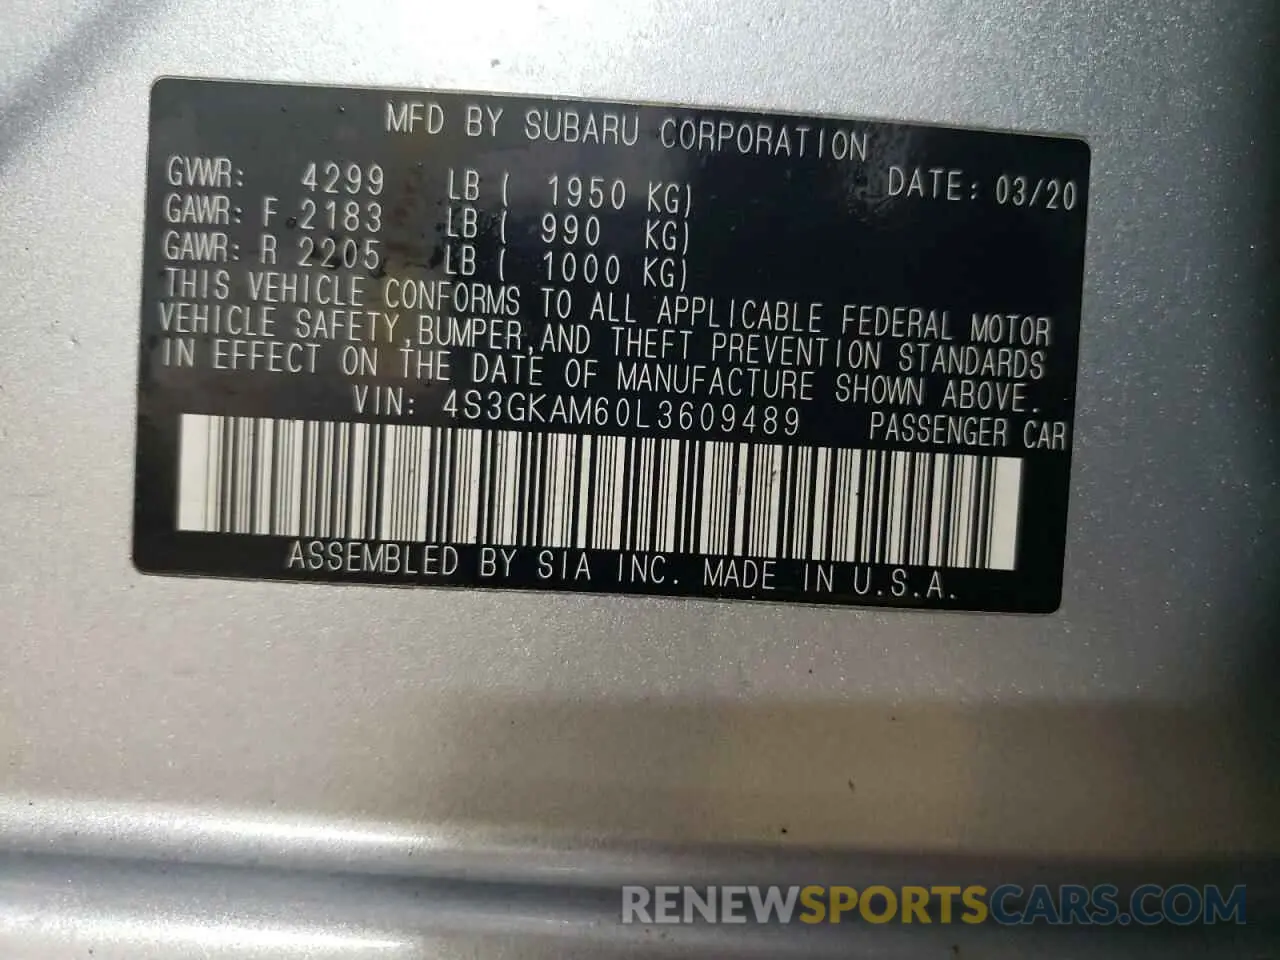 MFD BY SUBARU CORPORATION
GVWR: 4299 LB ( 1950 KG) DATE: 03/20
GAWR: F 2183 LB ( 990 KG)
GAWR: R 2205 LB ( 1000 KG)
THIS VEHICLE CONFORMS TO ALL APPLICABLE FEDERAL MOTOR
VEHICLE SAFETY, BUMPER, AND THEFT PREVENTION STANDARDS
IN EFFECT ON THE DATE OF MANUFACTURE SHOWN ABOVE.
VIN: 4S3GKAM60L3609489 PASSENGER CAR
ASSEMBLED BY SIA INC. MADE IN U.S.A.
RENEWSPORTSCARS.COM